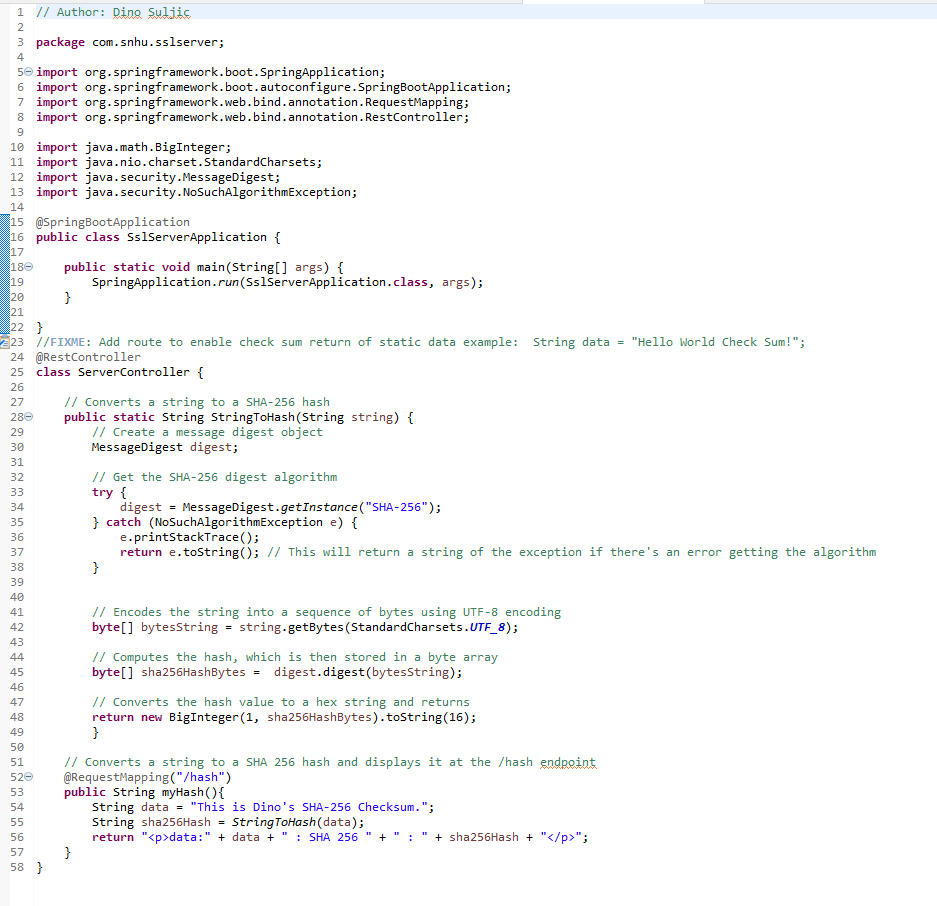 1 // Author: Dino Suljic
2
3 package com.snhu.sslserver;
4
5 import org.springframework.boot.SpringApplication;
6 import org.springframework.boot.autoconfigure.SpringBootApplication;
7 import org.springframework.web.bind.annotation.RequestMapping;
8 import org.springframework.web.bind.annotation.RestController;
9
10 import java.math.BigInteger;
11 import java.nio.charset.StandardCharsets;
12 import java.security.MessageDigest;
13 import java.security.NoSuchAlgorithmException;
14
15 @SpringBootApplication
16 public class SslServerApplication {
17
18     public static void main(String[] args) {
19         SpringApplication.run(SslServerApplication.class, args);
20     }
21
22 }
23 //FIXME: Add route to enable check sum return of static data example:  String data = "Hello World Check Sum!";
24 @RestController
25 class ServerController {
26
27     // Converts a string to a SHA-256 hash
28     public static String StringToHash(String string) {
29         // Create a message digest object
30         MessageDigest digest;
31
32         // Get the SHA-256 digest algorithm
33         try {
34             digest = MessageDigest.getInstance("SHA-256");
35         } catch (NoSuchAlgorithmException e) {
36             e.printStackTrace();
37             return e.toString(); // This will return a string of the exception if there's an error getting the algorithm
38         }
39
40
41         // Encodes the string into a sequence of bytes using UTF-8 encoding
42         byte[] bytesString = string.getBytes(StandardCharsets.UTF_8);
43
44         // Computes the hash, which is then stored in a byte array
45         byte[] sha256HashBytes =  digest.digest(bytesString);
46
47         // Converts the hash value to a hex string and returns
48         return new BigInteger(1, sha256HashBytes).toString(16);
49         }
50
51     // Converts a string to a SHA 256 hash and displays it at the /hash endpoint
52     @RequestMapping("/hash")
53     public String myHash(){
54         String data = "This is Dino's SHA-256 Checksum.";
55         String sha256Hash = StringToHash(data);
56         return "<p>data:" + data + " : SHA 256 " + " : " + sha256Hash + "</p>";
57     }
58 }